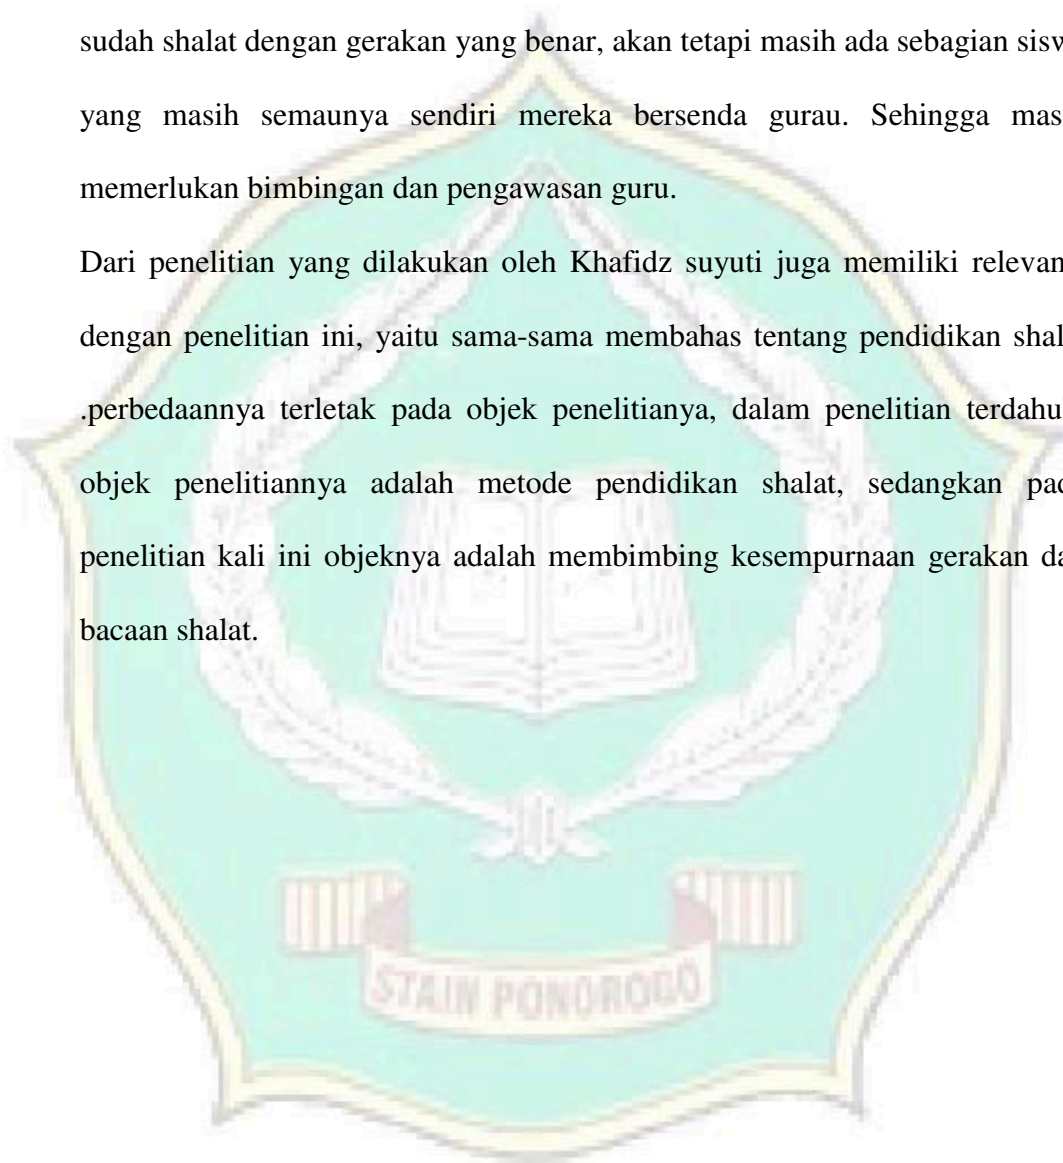 sudah shalat dengan gerakan yang benar, akan tetapi masih ada sebagian sisw
yang masih semaunya sendiri mereka bersenda gurau. Sehingga mas
memerlukan bimbingan dan pengawasan guru.
Dari penelitian yang dilakukan oleh Khafidz suyuti juga memiliki relevan
dengan penelitian ini, yaitu sama-sama membahas tentang pendidikan shal
.perbedaannya terletak pada objek penelitianya, dalam penelitian terdahu
objek penelitiannya adalah metode pendidikan shalat, sedangkan pad
penelitian kali ini objeknya adalah membimbing kesempurnaan gerakan da
bacaan shalat.
STAIN PONOROGO